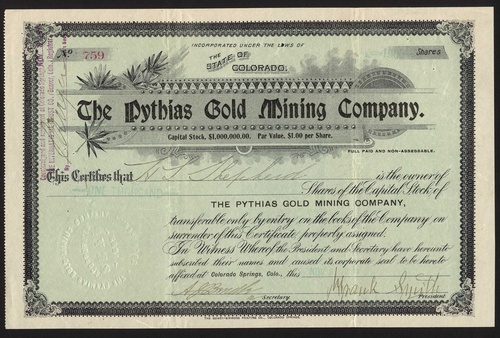 INCORPORATED UNDER THE LAWS OF
THE STATE OF COLORADO.
No 759
Shares
The Pythias Gold Mining Company.
Capital Stock, $1,000,000.00. Par Value, $1.00 per Share.
FULL PAID AND NON-ASSESSABLE.
This Certifies that Shepherd is the owner of
Shares of the Capital Stock of
THE PYTHIAS GOLD MINING COMPANY,
transferable only by entry on the books of the Company on
surrender of this Certificate properly assigned.
In Witness Whereof the President and Secretary have hereunto
subscribed their names and caused its corporate seal to be hereto
affixed at Colorado Springs, Colo., this
Secretary
Frank Smith
President